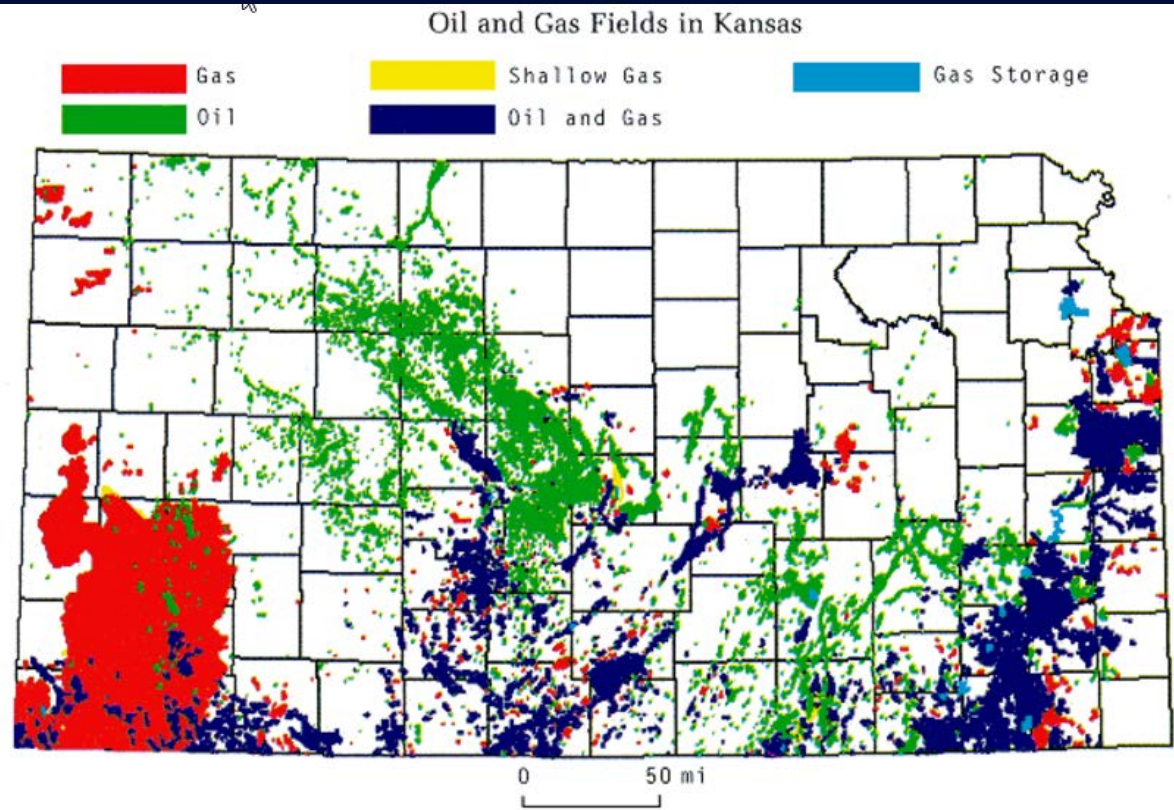 Oil and Gas Fields in Kansas
Gas
Shallow Gas
Gas Storage
Oil
Oil and Gas
0 50 mi